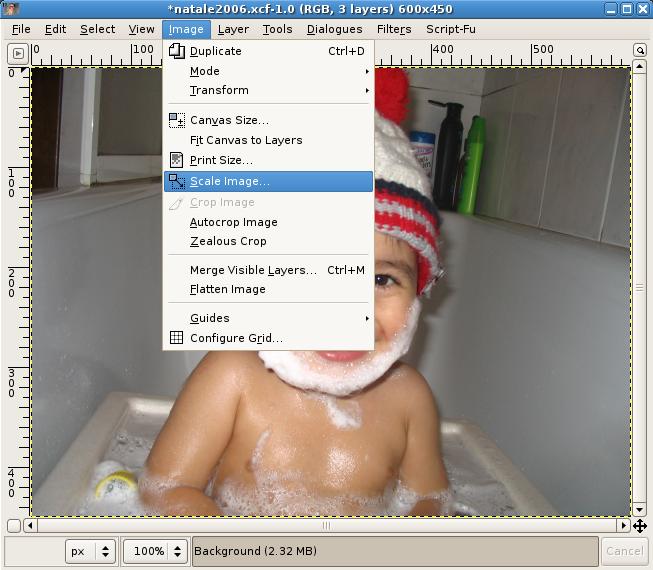 *natale2006.xcf-1.0 (RGB, 3 layers) 600x450
File Edit Select View Image Layer Tools Dialogues Filters Script-Fu
0 100 400 500
0
100
200
300
400
Duplicate Ctrl+D
Mode
Transform
Canvas Size...
Fit Canvas to Layers
Print Size...
Scale Image...
Crop Image
Autocrop Image
Zealous Crop
Merge Visible Layers... Ctrl+M
Flatten Image
Guides
Configure Grid...
px 100% Background (2.32 MB) Cancel